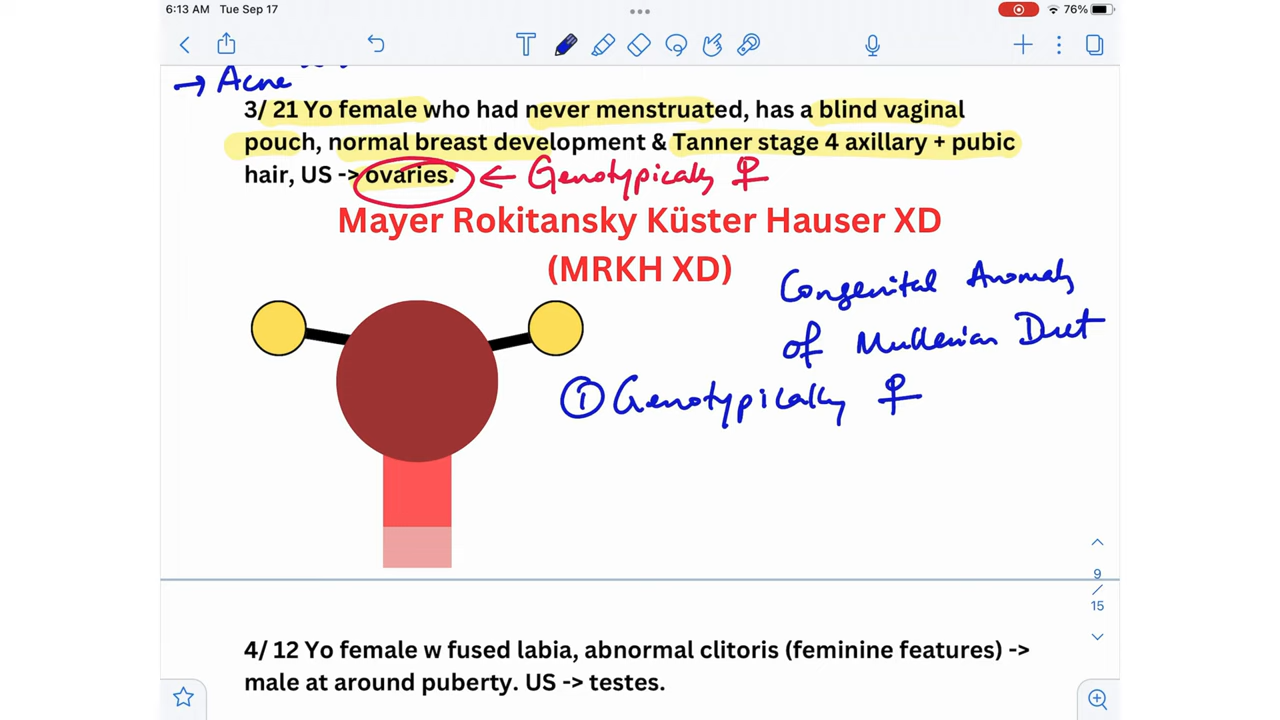 6:13 AM Tue Sep 17
76%
T
→ Acne
3/ 21 Yo female who had never menstruated, has a blind vaginal
pouch, normal breast development & Tanner stage 4 axillary + pubic
hair, US -> ovaries. ← Genotypically ♀
Mayer Rokitansky Küster Hauser XD
(MRKH XD)
Congenital Anomaly
of Mullerian Duct
① Genotypically ♀
9
/
15
4/ 12 Yo female w fused labia, abnormal clitoris (feminine features) ->
male at around puberty. US -> testes.